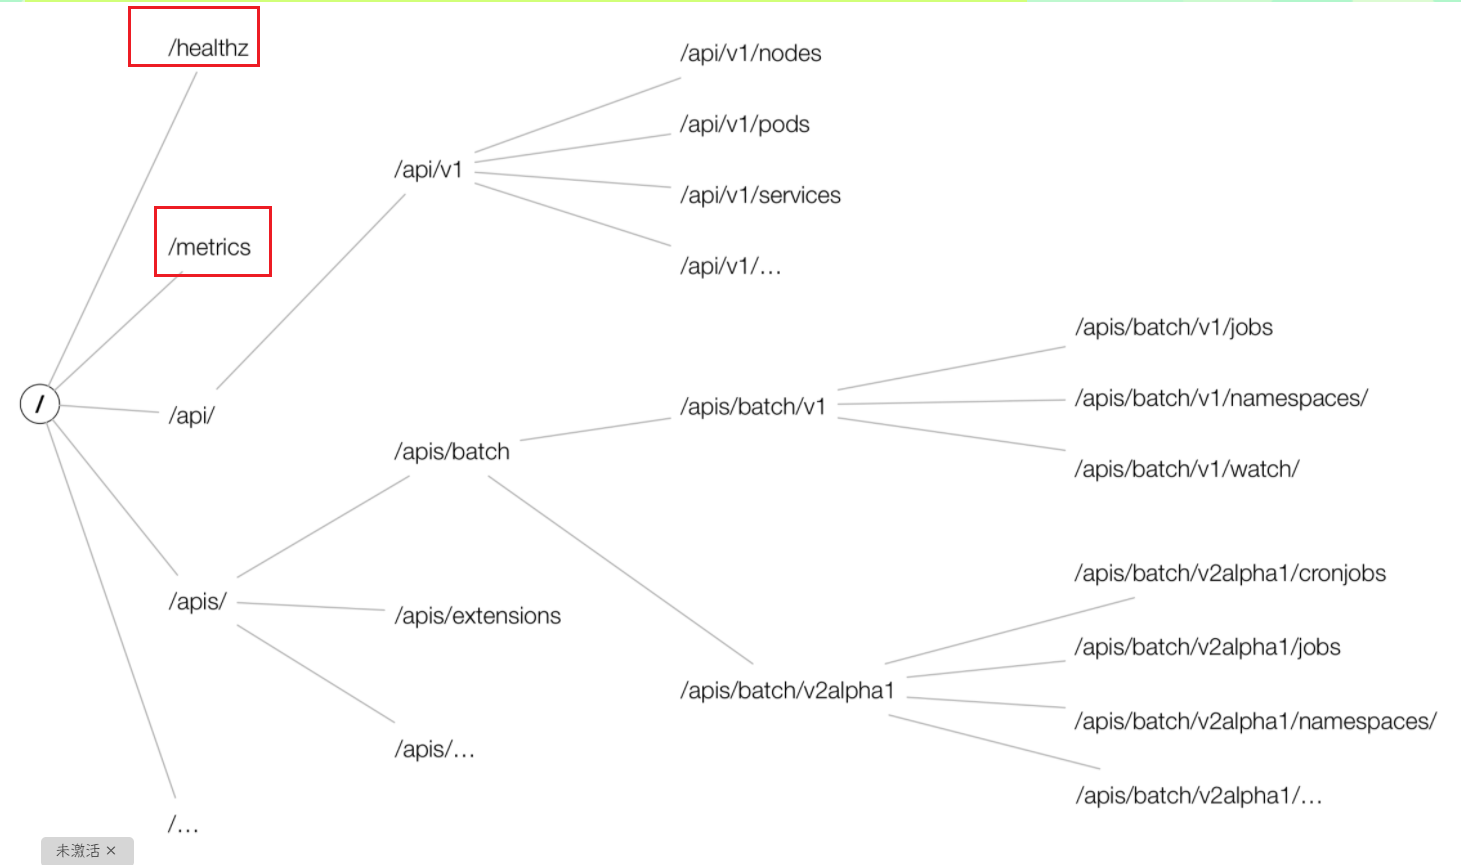 /healthz
/metrics
/
/api/
/apis/
/...
/api/v1
/apis/batch
/apis/extensions
/apis/...
/api/v1/nodes
/api/v1/pods
/api/v1/services
/api/v1/...
/apis/batch/v1
/apis/batch/v2alpha1
/apis/batch/v1/jobs
/apis/batch/v1/namespaces/
/apis/batch/v1/watch/
/apis/batch/v2alpha1/cronjobs
/apis/batch/v2alpha1/jobs
/apis/batch/v2alpha1/namespaces/
/apis/batch/v2alpha1/...
未激活 ×